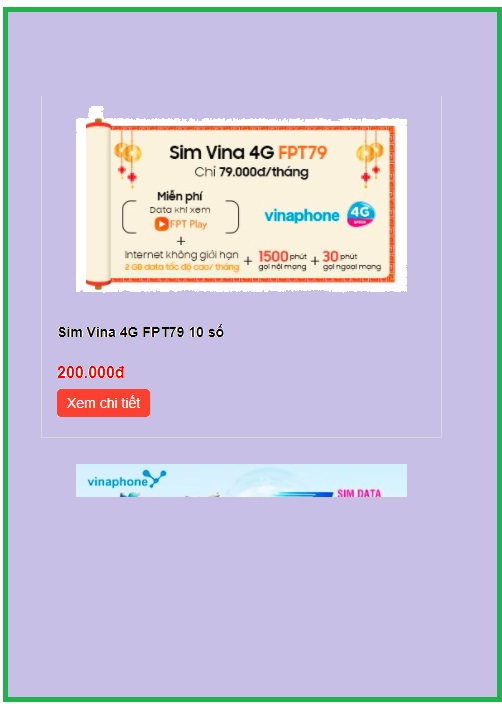 Sim Vina 4G FPT79
Chỉ 79.000đ/tháng
Miễn phí
Data khi xem
FPT Play
+
Internet không giới hạn
2 GB data tốc độ cao/ tháng
+ 1500 phút gọi nội mạng
+ 30 phút gọi ngoại mạng
vinaphone 4G
Sim Vina 4G FPT79 10 số
200.000đ
Xem chi tiết
vinaphone
SIM DATA